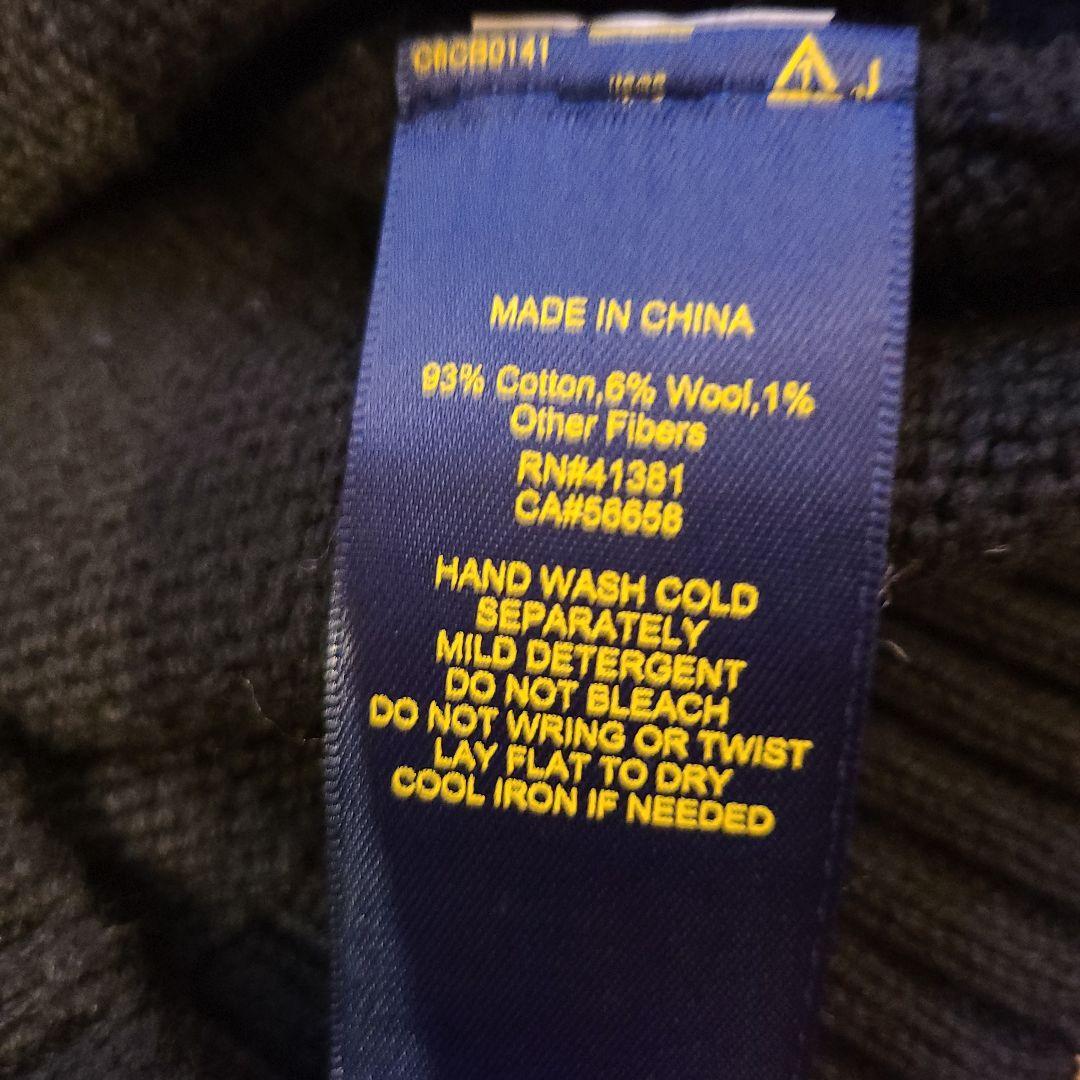 C6CB0141
MADE IN CHINA
93% Cotton,6% Wool,1%
Other Fibers
RN#41381
CA#56658
HAND WASH COLD
SEPARATELY
MILD DETERGENT
DO NOT BLEACH
DO NOT WRING OR TWIST
LAY FLAT TO DRY
COOL IRON IF NEEDED